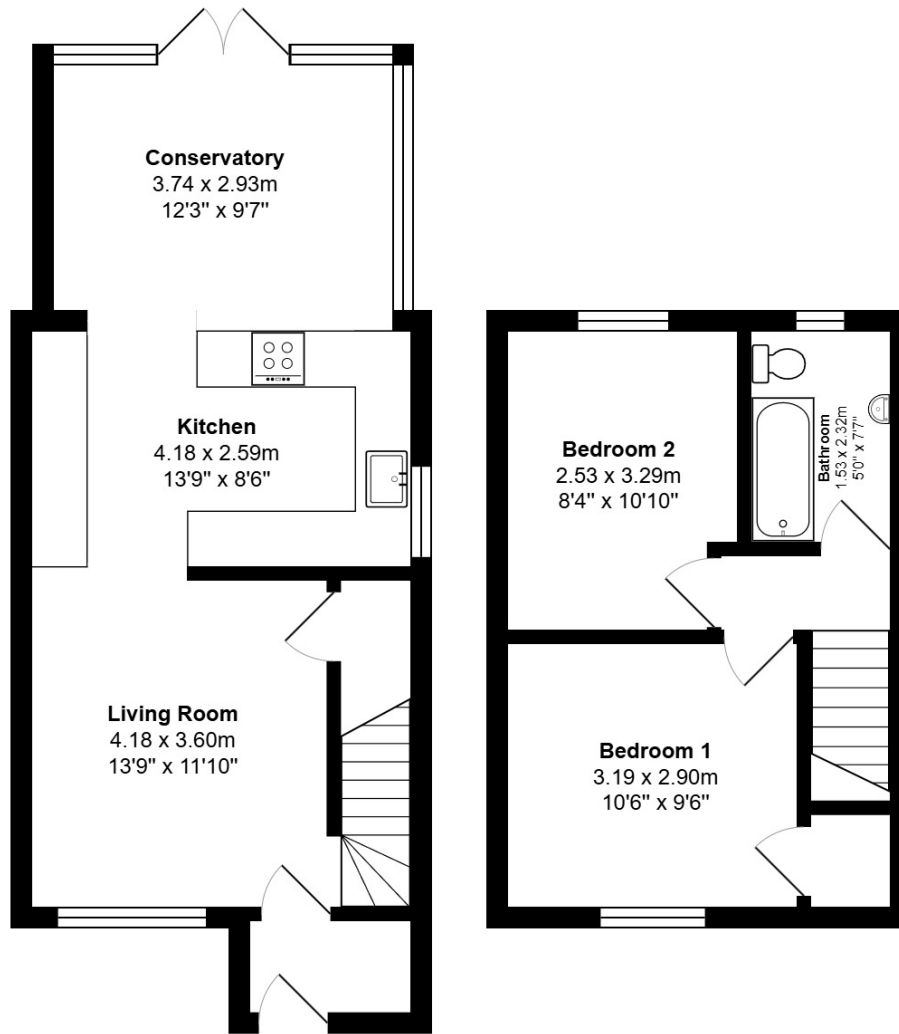 Conservatory
3.74 x 2.93m
12'3" x 9'7"
Kitchen
4.18 x 2.59m
13'9" x 8'6"
Living Room
4.18 x 3.60m
13'9" x 11'10"
Bedroom 2
2.53 x 3.29m
8'4" x 10'10"
Bathroom
1.53 x 2.32m
5'0" x 7'7"
Bedroom 1
3.19 x 2.90m
10'6" x 9'6"